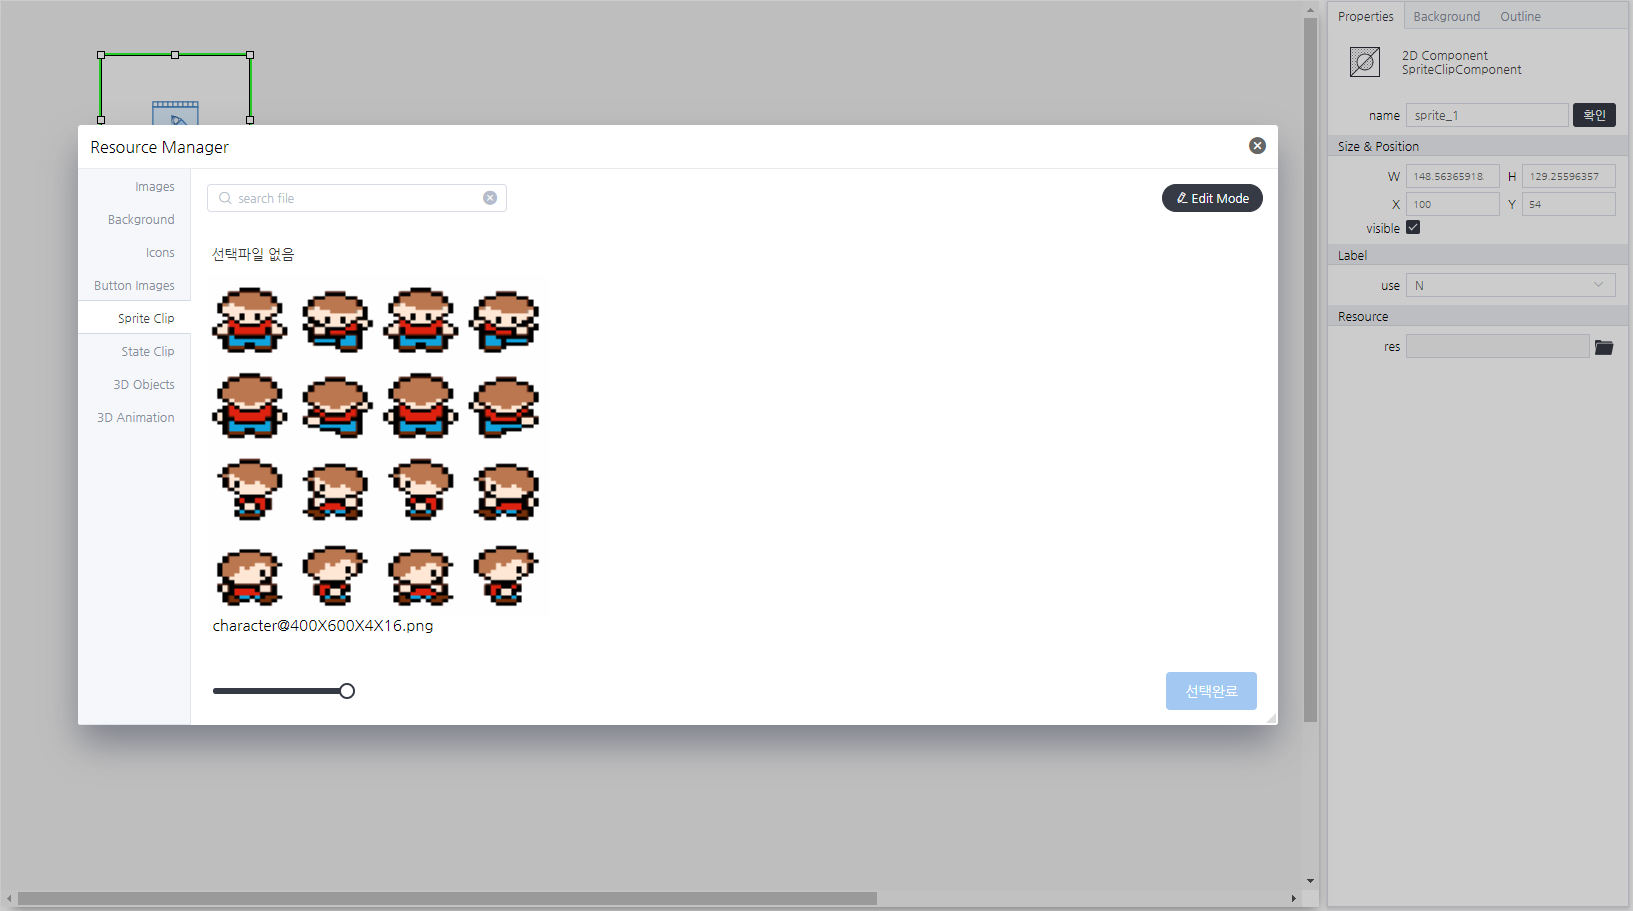 Properties
Background
Outline
2D Component
SpriteClipComponent
name
sprite_1
확인
Size & Position
W
148.56365918
H
129.25596357
X
100
Y
54
visible
Label
use
N
Resource
res
Resource Manager
Images
Background
Icons
Button Images
Sprite Clip
State Clip
3D Objects
3D Animation
search file
Edit Mode
선택파일 없음
character@400X600X4X16.png
선택완료